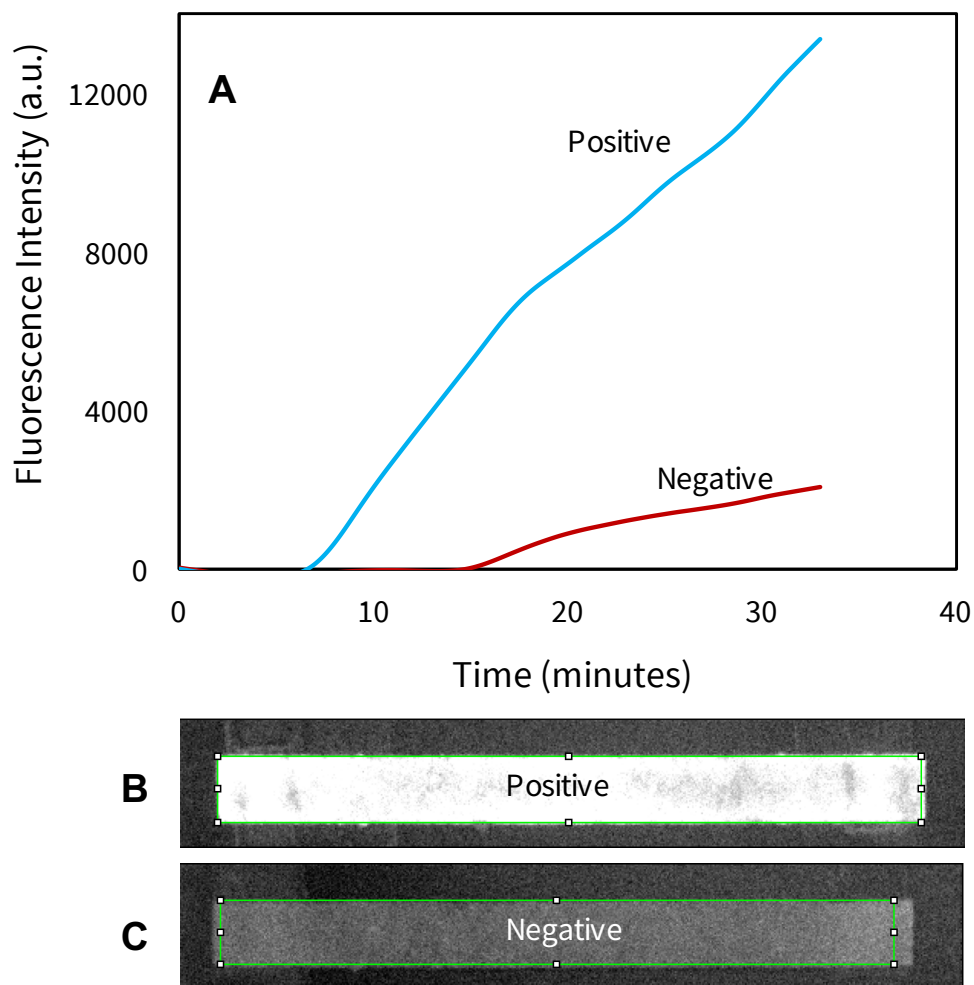 A
Fluorescence Intensity (a.u.)
12000
8000
4000
0
Positive
Negative
0 10 20 30 40
Time (minutes)
B
Positive
C
Negative